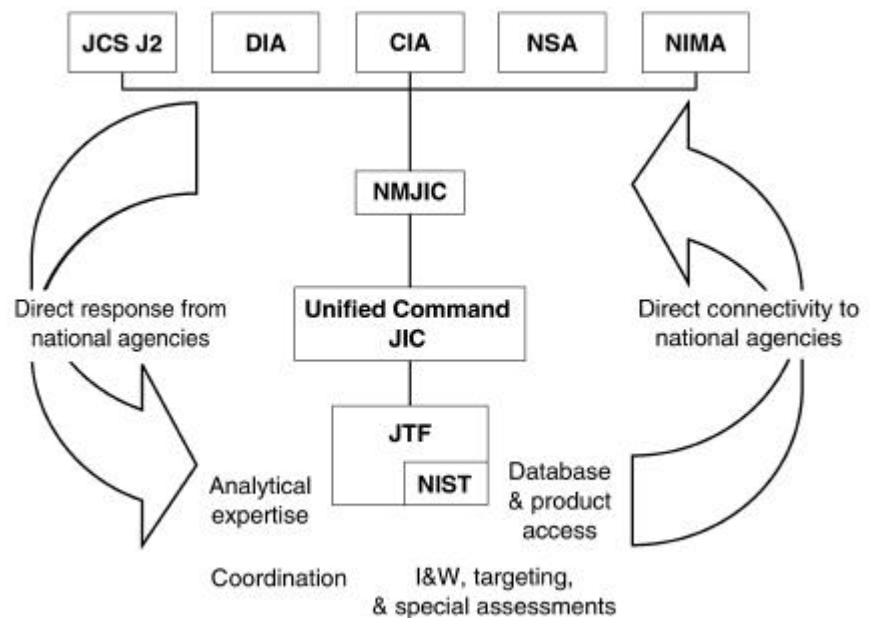 JCS J2
DIA
CIA
NSA
NIMA
NMJIC
Direct response from
national agencies
Unified Command
JIC
Direct connectivity to
national agencies
JTF
NIST
Analytical
expertise
Database
& product
access
Coordination
I&W, targeting,
& special assessments